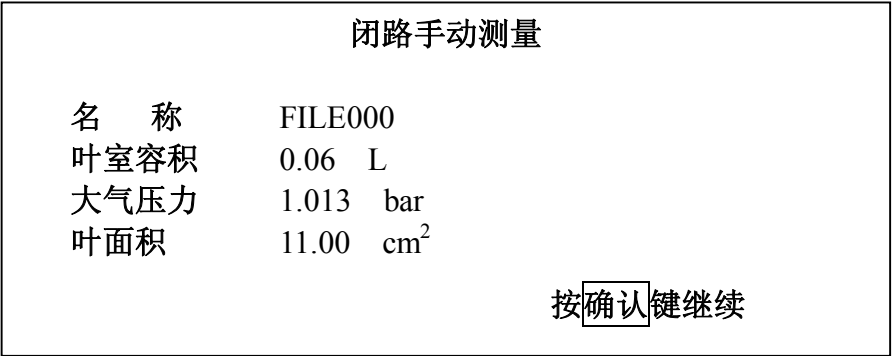 闭路手动测量
名 称 FILE000
叶室容积 0.06 L
大气压力 1.013 bar
叶面积 11.00 cm²
按确认键继续